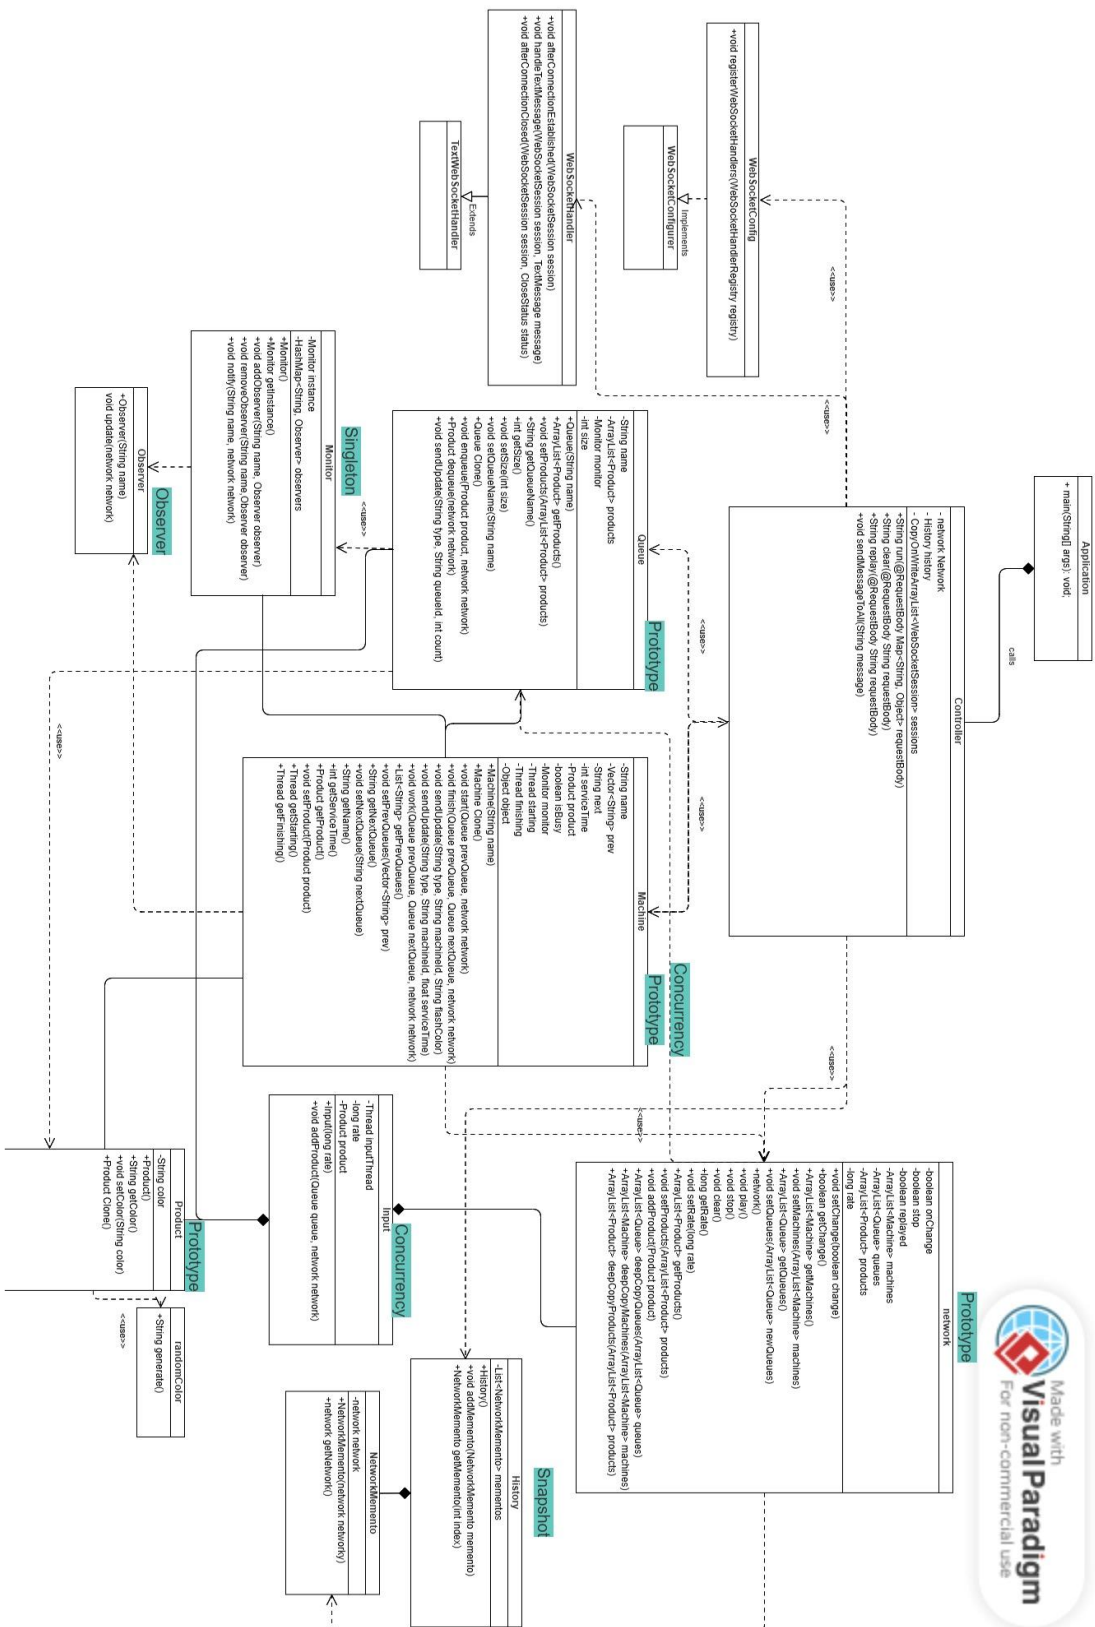 Application
+ main(String[] args): void;
calls
Controller
- network Network
- History history
- CopyOnWriteArrayList<WebSocketSession> sessions
+String run(@RequestBody Map<String, Object> requestBody)
+String clear(@RequestBody String requestBody)
+String replay(@RequestBody String requestBody)
+void sendMessageToAll(String message)
<<use>>
<<use>>
<<use>>
<<use>>
<<use>>
WebSocketConfig
+void registerWebSocketHandlers(WebSocketHandlerRegistry registry)
Implements
WebSocketConfigurer
WebSocketHandler
+void afterConnectionEstablished(WebSocketSession session)
+void handleTextMessage(WebSocketSession session, TextMessage message)
+void afterConnectionClosed(WebSocketSession session, CloseStatus status)
Extends
TextWebSocketHandler
Prototype
Queue
-String name
-ArrayList<Product> products
-Monitor monitor
-int size
+Queue(String name)
+ArrayList<Product> getProducts()
+void setProducts(ArrayList<Product> products)
+String getQueueName()
+int getSize()
+void setSize(int size)
+void setQueueName(String name)
+Queue Clone()
+void enqueue(Product product, network network)
+Product dequeue(network network)
+void sendUpdate(String type, String queueId, int count)
<<use>>
Singleton
Monitor
-Monitor instance
-HashMap<String, Observer> observers
+Monitor()
+Monitor getInstance()
+void addObserver(String name, Observer observer)
+void removeObserver(String name,Observer observer)
+void notify(String name, network network)
Observer
Observer
+Observer(String name)
void update(network network)
Concurrency
Prototype
Machine
-String name
-Vector<String> prev
-String next
-int serviceTime
-Product product
-boolean isBusy
-Monitor monitor
-Thread starting
-Thread finishing
-Object object
+Machine(String name)
+Machine Clone()
+void start(Queue prevQueue, network network)
+void finish(Queue prevQueue, Queue nextQueue, network network)
+void sendUpdate(String type, String machineId, String flashColor)
+void sendUpdate(String type, String machineId, float serviceTime)
+void work(Queue prevQueue, Queue nextQueue, network network)
+List<String> getPrevQueues()
+void setPrevQueues(Vector<String> prev)
+String getNextQueue()
+void setNextQueue(String nextQueue)
+String getName()
+int getServiceTime()
+Product getProduct()
+void setProduct(Product product)
+Thread getStarting()
+Thread getFinishing()
<<use>>
<<use>>
Prototype
network
-boolean onChange
-boolean stop
-boolean replayed
-ArrayList<Machine> machines
-ArrayList<Queue> queues
-ArrayList<Product> products
-long rate
+void setChange(boolean change)
+boolean getChange()
+ArrayList<Machine> getMachines()
+void setMachines(ArrayList<Machine> machines)
+ArrayList<Queue> getQueues()
+void setQueues(ArrayList<Queue> newQueues)
+network()
+void play()
+void stop()
+void clear()
+long getRate()
+void setRate(long rate)
+ArrayList<Product> getProducts()
+void setProducts(ArrayList<Product> products)
+void addProduct(Product product)
+ArrayList<Queue> deepCopyQueues(ArrayList<Queue> queues)
+ArrayList<Machine> deepCopyMachines(ArrayList<Machine> machines)
+ArrayList<Product> deepCopyProducts(ArrayList<Product> products)
Concurrency
Input
-Thread inputThread
-long rate
-Product product
+Input(long rate)
+void addProduct(Queue queue, network network)
Prototype
Product
-String color
+Product()
+String getColor()
+void setColor(String color)
+Product Clone()
<<use>>
randomColor
+String generate()
Snapshot
History
-List<NetworkMemento> mementos
+History()
+void addMemento(NetworkMemento memento)
+NetworkMemento getMemento(int index)
NetworkMemento
-network network
+NetworkMemento(network networky)
+network getNetwork()
Made with
VisualParadigm
For non-commercial use